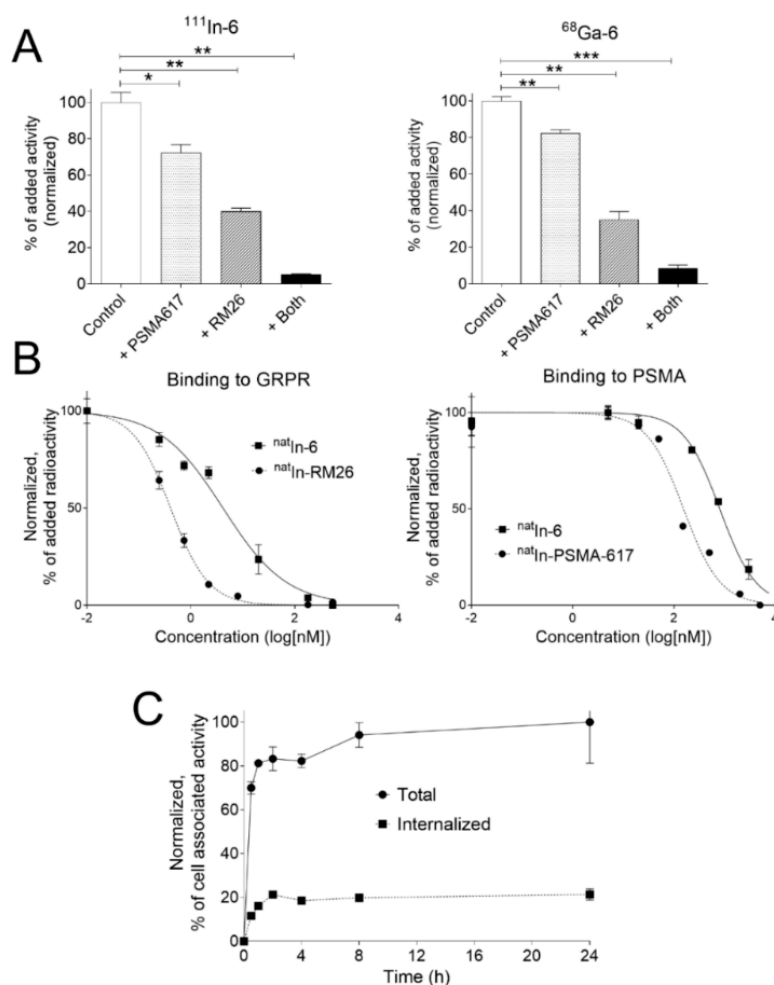 A
¹¹¹In-6
**
**
*
% of added activity
(normalized)
100
80
60
40
20
0
Control
+ PSMA617
+ RM26
+ Both
⁶⁸Ga-6
***
**
**
% of added activity
(normalized)
100
80
60
40
20
0
Control
+ PSMA617
+ RM26
+ Both
B
Binding to GRPR
Normalized,
% of added radioactivity
100
50
0
-2
0
2
4
natIn-6
natIn-RM26
Concentration (log[nM])
Binding to PSMA
Normalized,
% of added radioactivity
100
50
0
-2
0
2
4
natIn-6
natIn-PSMA-617
Concentration (log[nM])
C
Normalized,
% of cell associated activity
100
80
60
40
20
0
Total
Internalized
0 4 8 12 16 20 24
Time (h)